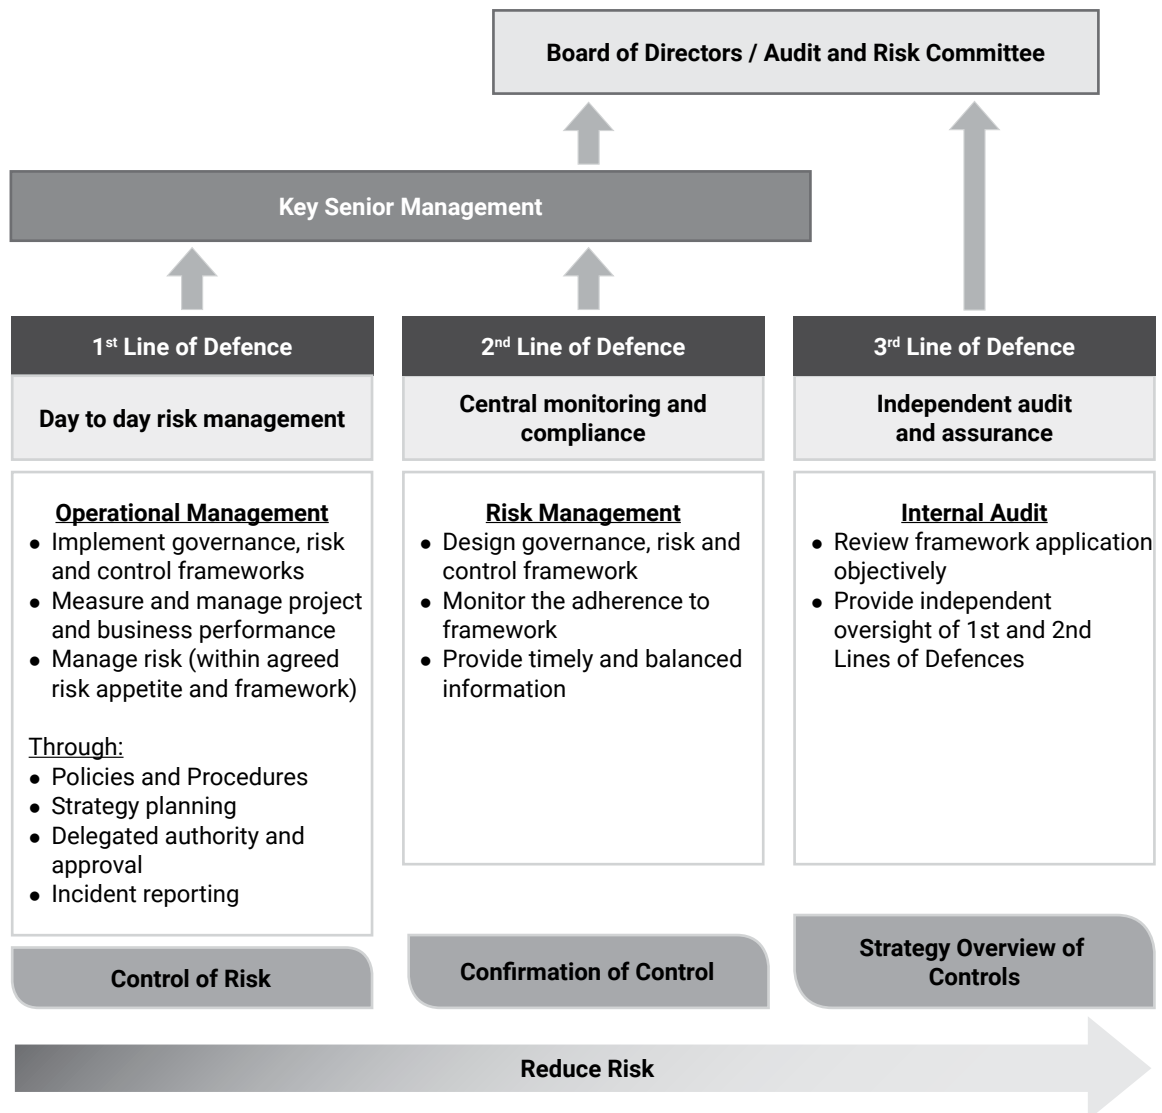 Board of Directors / Audit and Risk Committee
Key Senior Management
1st Line of Defence
Day to day risk management
Operational Management
● Implement governance, risk
and control frameworks
● Measure and manage project
and business performance
● Manage risk (within agreed
risk appetite and framework)
Through:
● Policies and Procedures
● Strategy planning
● Delegated authority and
approval
● Incident reporting
Control of Risk
2nd Line of Defence
Central monitoring and
compliance
Risk Management
● Design governance, risk and
control framework
● Monitor the adherence to
framework
● Provide timely and balanced
information
Confirmation of Control
3rd Line of Defence
Independent audit
and assurance
Internal Audit
● Review framework application
objectively
● Provide independent
oversight of 1st and 2nd
Lines of Defences
Strategy Overview of
Controls
Reduce Risk